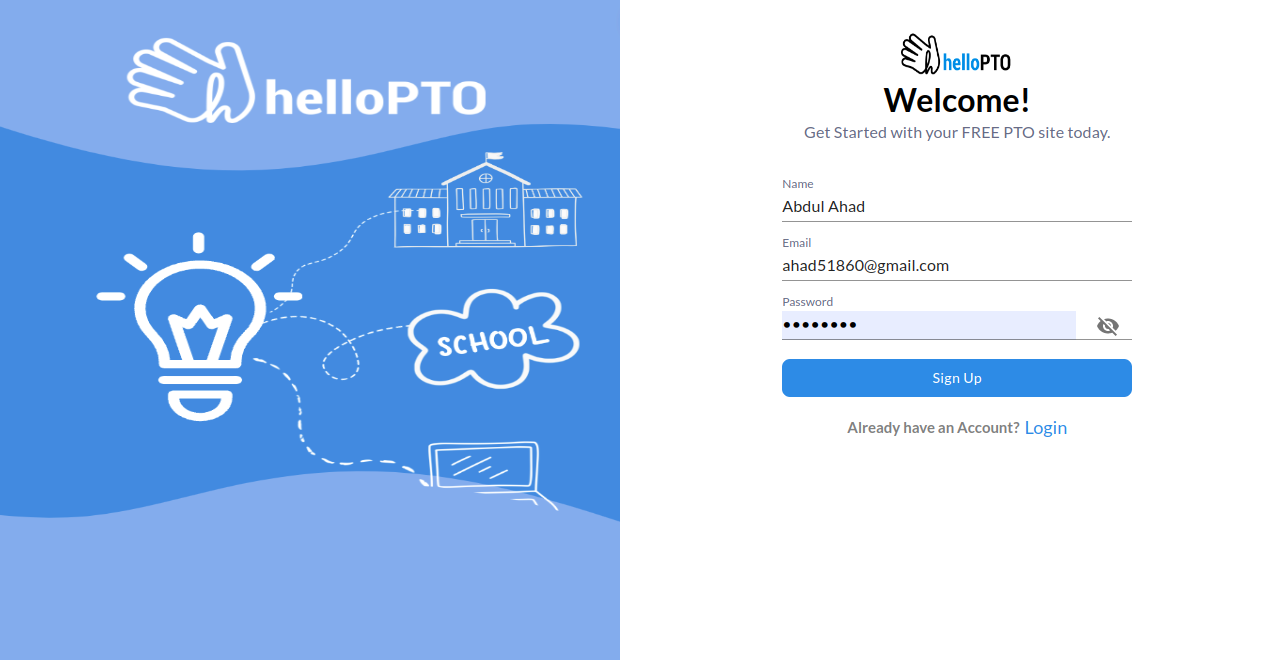 helloPTO
SCHOOL
helloPTO
Welcome!
Get Started with your FREE PTO site today.
Name
Abdul Ahad
Email
ahad51860@gmail.com
Password
••••••••
Sign Up
Already have an Account? Login